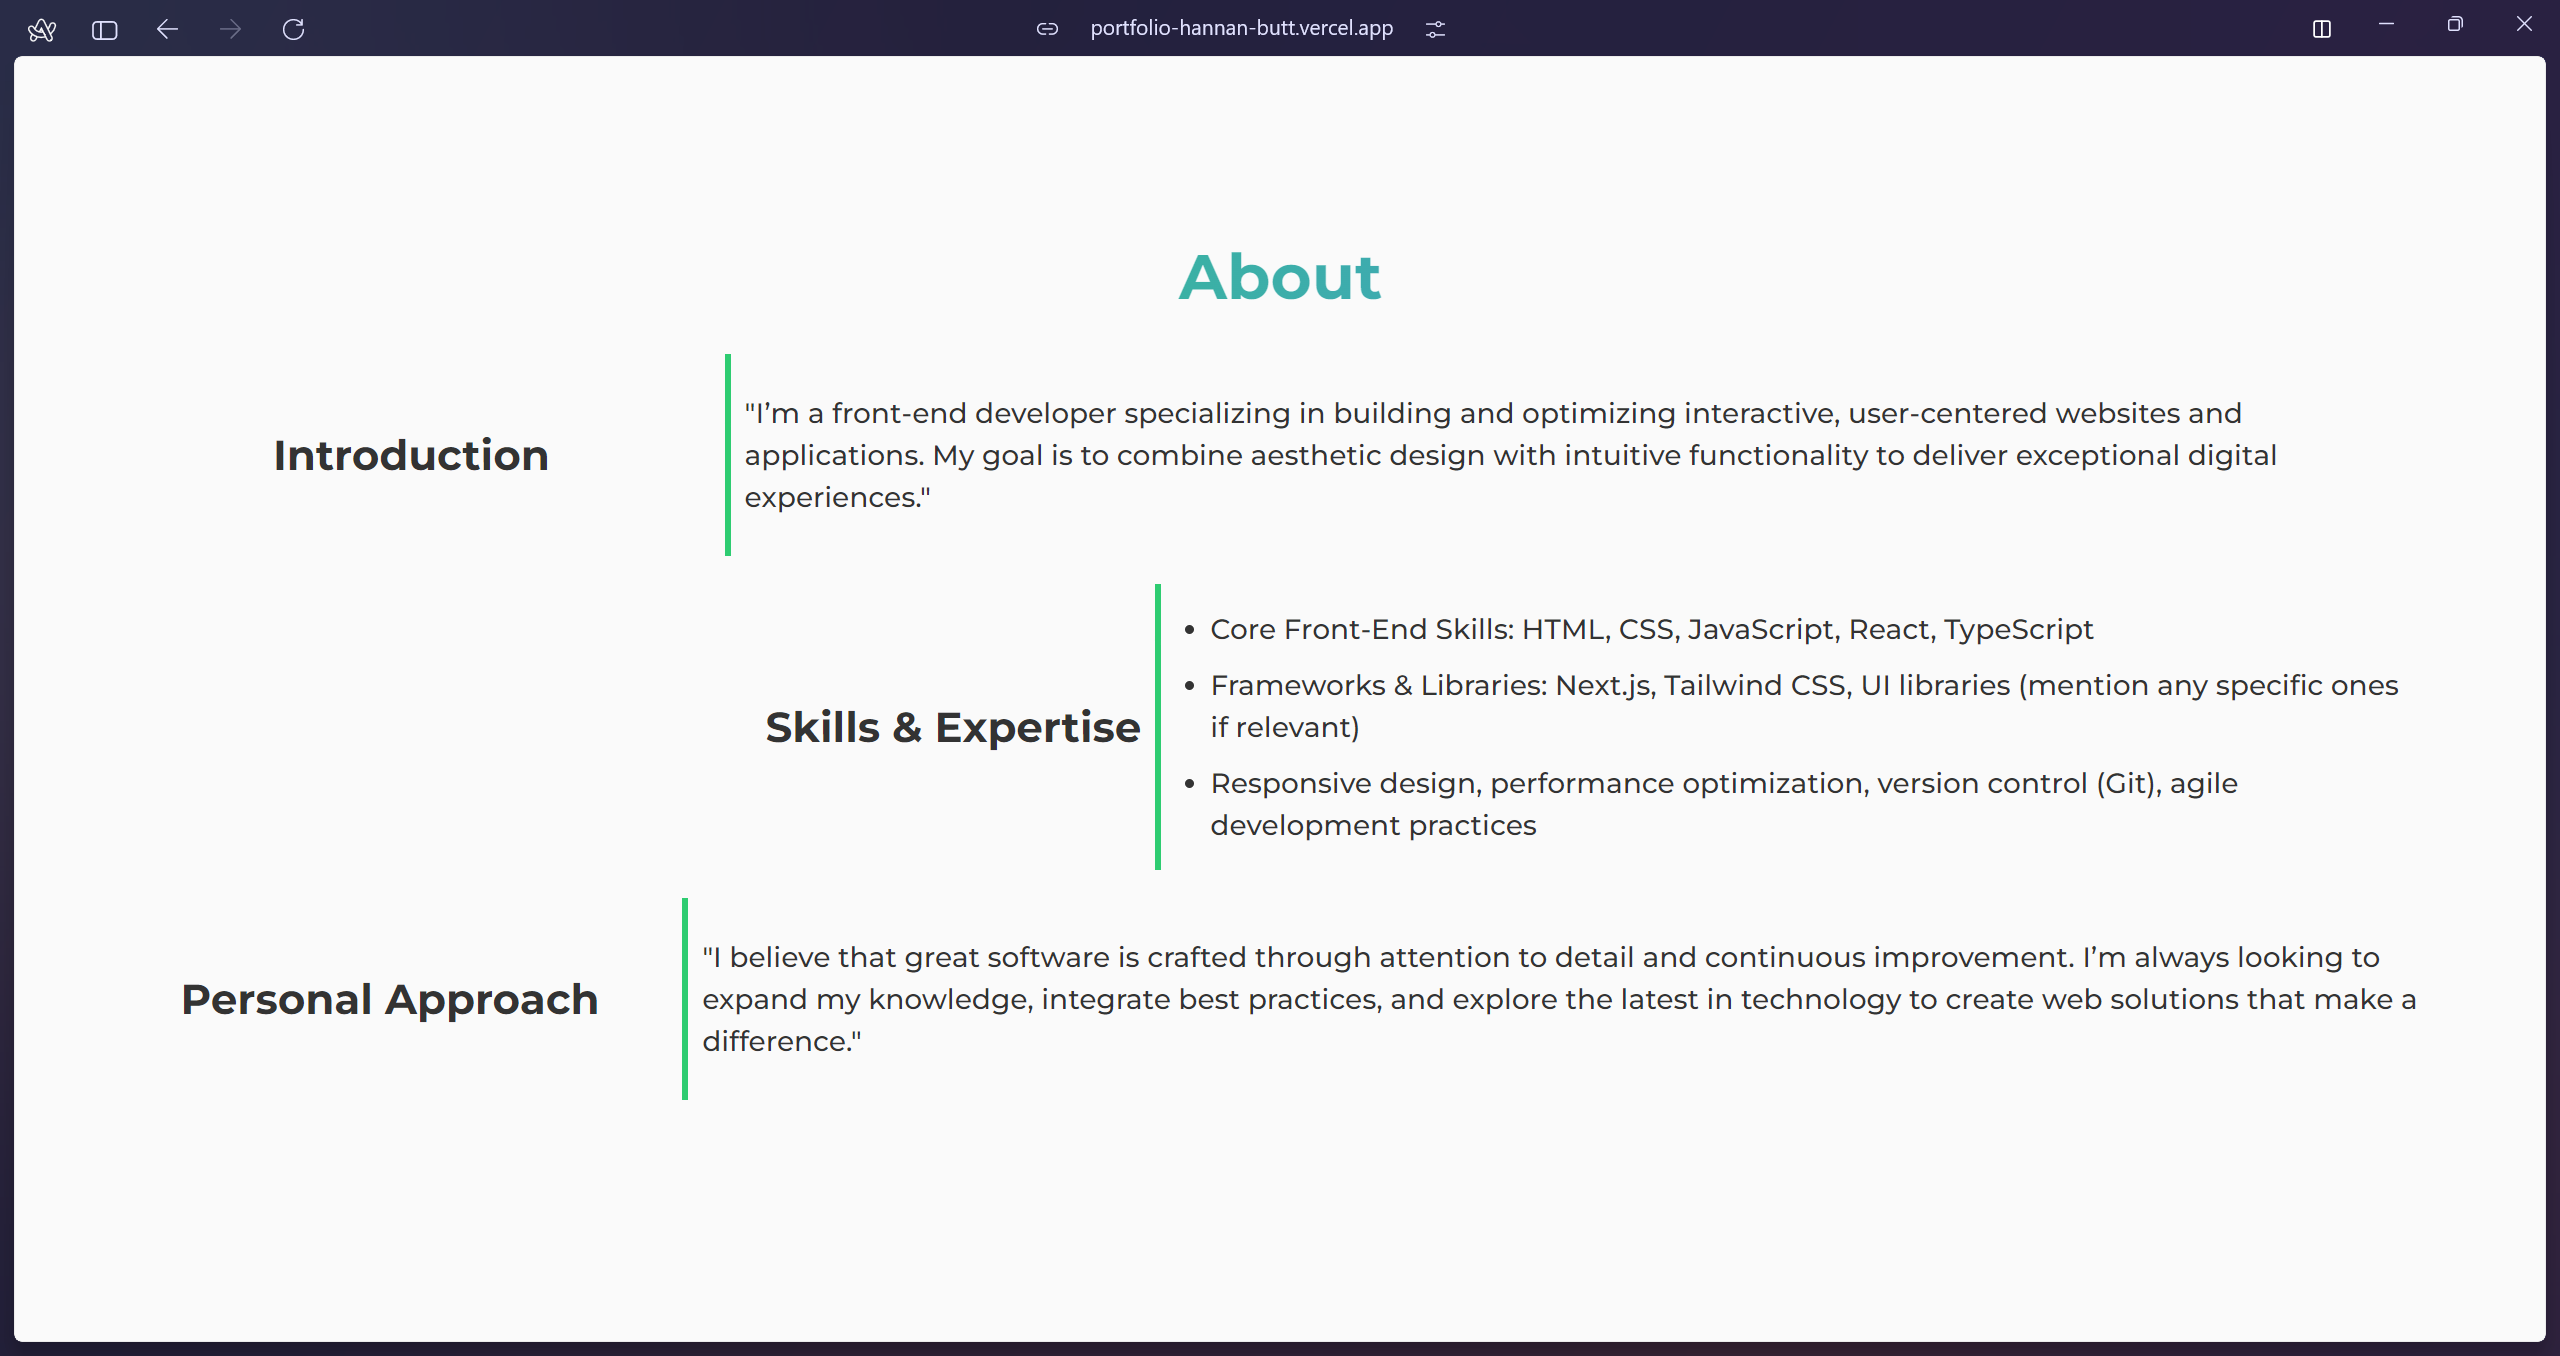 portfolio-hannan-butt.vercel.app
About
Introduction
"I’m a front-end developer specializing in building and optimizing interactive, user-centered websites and
applications. My goal is to combine aesthetic design with intuitive functionality to deliver exceptional digital
experiences."
Skills & Expertise
• Core Front-End Skills: HTML, CSS, JavaScript, React, TypeScript
• Frameworks & Libraries: Next.js, Tailwind CSS, UI libraries (mention any specific ones
if relevant)
• Responsive design, performance optimization, version control (Git), agile
development practices
Personal Approach
"I believe that great software is crafted through attention to detail and continuous improvement. I’m always looking to
expand my knowledge, integrate best practices, and explore the latest in technology to create web solutions that make a
difference."